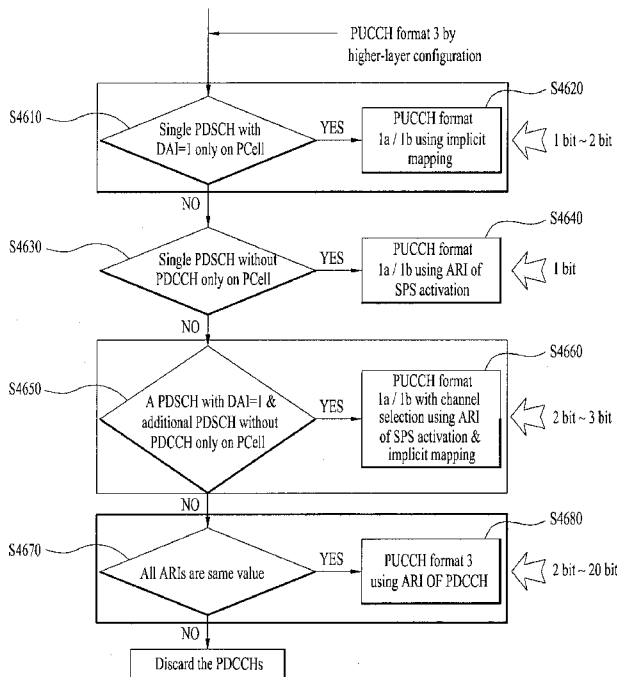 PUCCH format 3 by
higher-layer configuration
S4610
Single PDSCH with
DAI=1 only on PCell
YES
S4620
PUCCH format
1a / 1b using implicit
mapping
1 bit ~ 2 bit
NO
S4630
Single PDSCH without
PDCCH only on PCell
YES
S4640
PUCCH format
1a / 1b using ARI of
SPS activation
1 bit
NO
S4650
A PDSCH with DAI=1 &
additional PDSCH without
PDCCH only on PCell
YES
S4660
PUCCH format
1a / 1b with channel
selection using ARI
of SPS activation &
implicit mapping
2 bit ~ 3 bit
NO
S4670
All ARIs are same value
YES
S4680
PUCCH format 3
using ARI OF PDCCH
2 bit ~ 20 bit
NO
Discard the PDCCHs